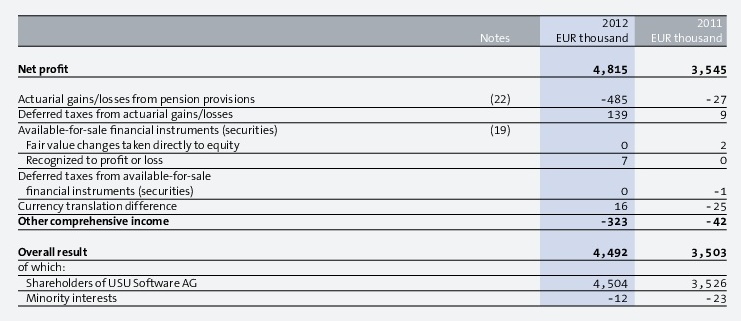 2012 2011
Notes EUR thousand EUR thousand
Net profit 4,815 3,545
Actuarial gains/losses from pension provisions (22) -485 -27
Deferred taxes from actuarial gains/losses 139 9
Available-for-sale financial instruments (securities) (19)
Fair value changes taken directly to equity 0 2
Recognized to profit or loss 7 0
Deferred taxes from available-for-sale
financial instruments (securities) 0 -1
Currency translation difference 16 -25
Other comprehensive income -323 -42
Overall result 4,492 3,503
of which:
Shareholders of USU Software AG 4,504 3,526
Minority interests -12 -23